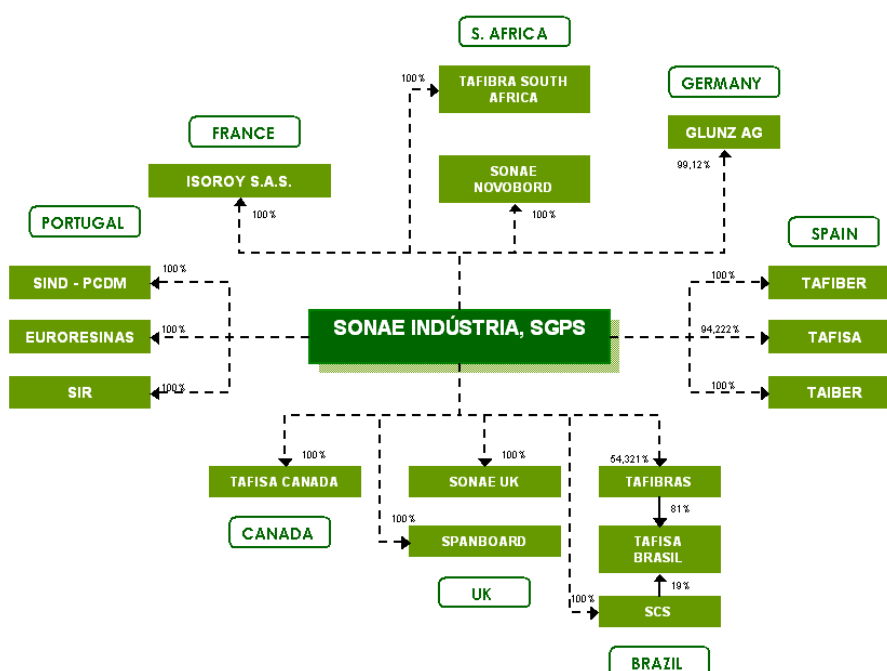 S. AFRICA
100%
TAFIBRA SOUTH
AFRICA
GERMANY
GLUNZ AG
99,12%
FRANCE
ISOROY S.A.S.
100%
SONAE
NOVOBORD
100%
PORTUGAL
SPAIN
SIND - PCDM
100%
100%
TAFIBER
EURORESINAS
100%
SONAE INDÚSTRIA, SGPS
94,222%
TAFISA
SIR
100%
100%
TAIBER
100%
TAFISA CANADA
CANADA
100%
SONAE UK
100%
SPANBOARD
UK
54,321%
TAFIBRAS
81%
TAFISA
BRASIL
19%
100%
SCS
BRAZIL